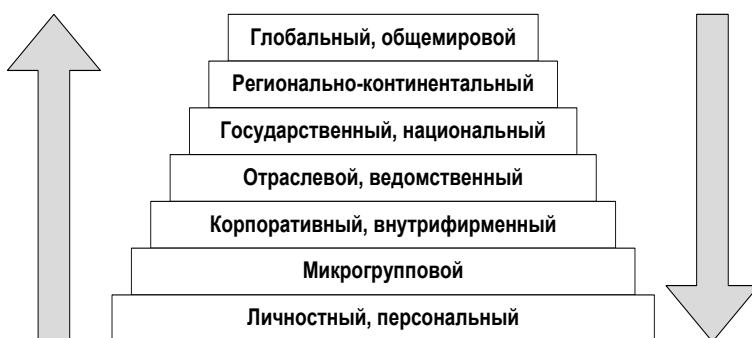 Глобальный, общемировой
Регионально-континентальный
Государственный, национальный
Отраслевой, ведомственный
Корпоративный, внутрифирменный
Микрогрупповой
Личностный, персональный